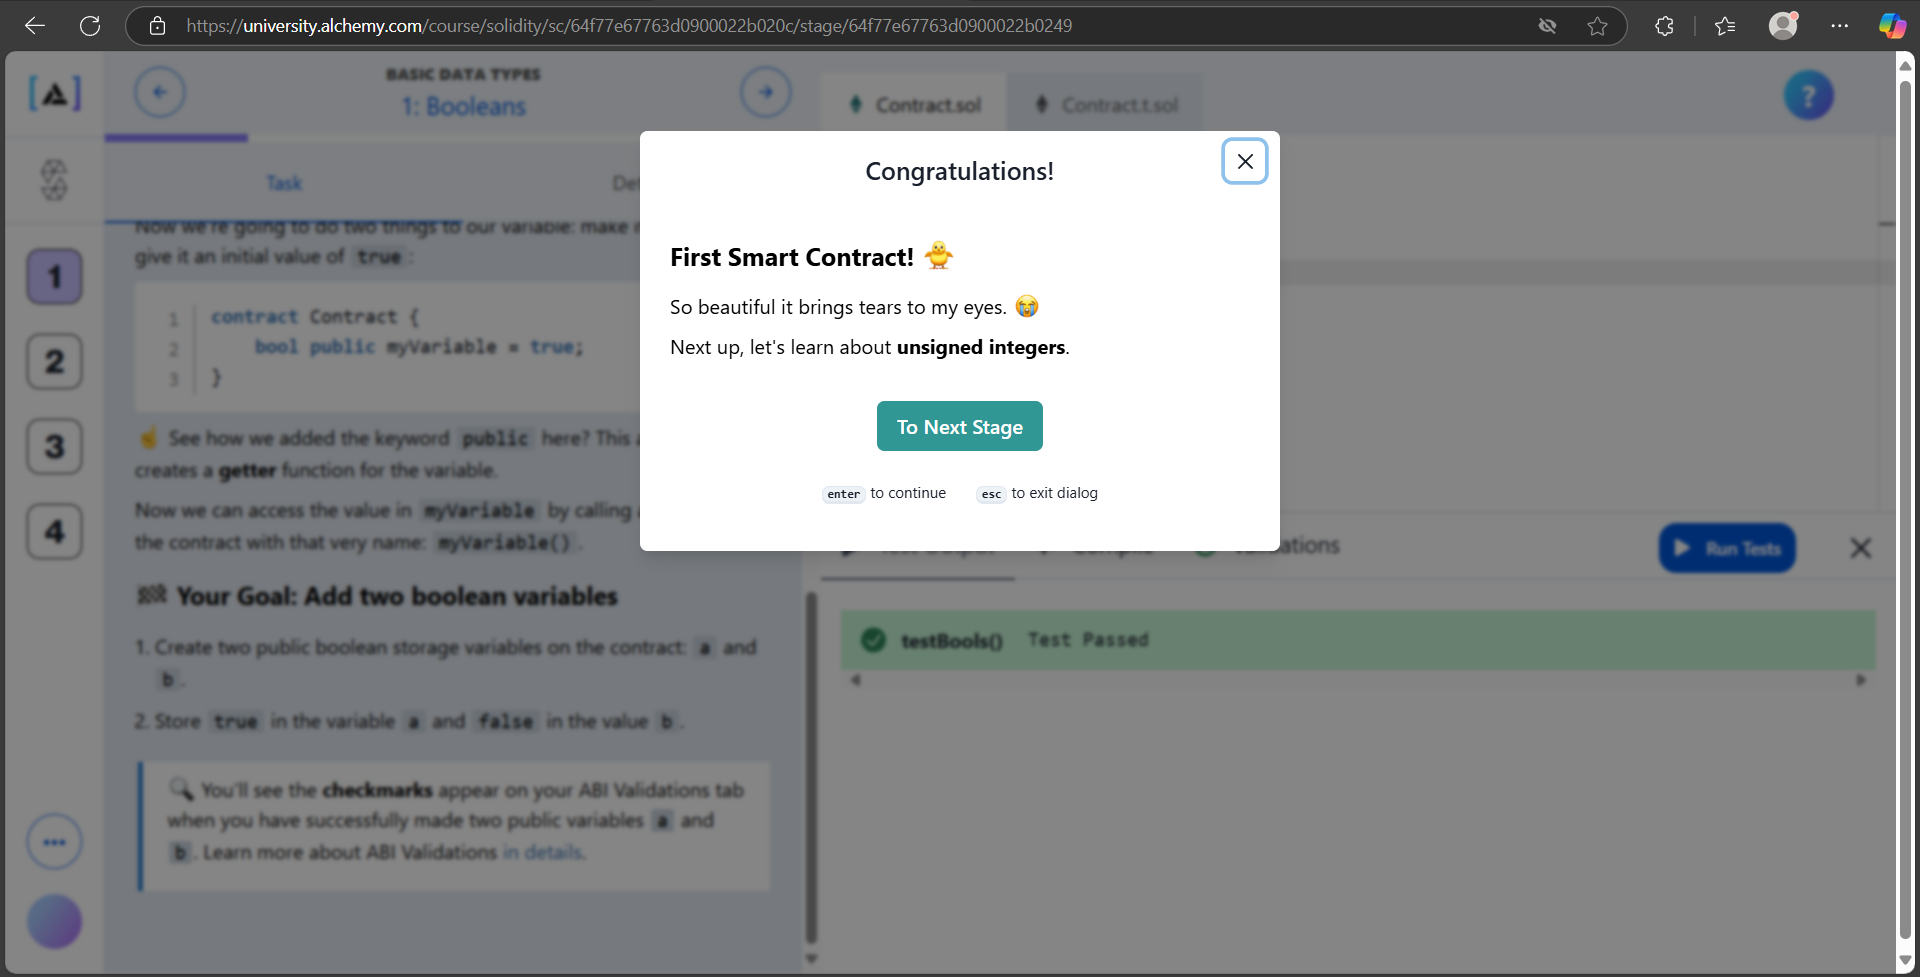 https://university.alchemy.com/course/solidity/sc/64f77e67763d0900022b020c/stage/64f77e67763d0900022b0249
BASIC DATA TYPES
1: Booleans
Contract.sol
Contract.t.sol
?
Task
Now we're going to do two things to our variable: make
give it an initial value of true :
1 contract Contract {
2 bool public myVariable = true;
3 }
☝️ See how we added the keyword public here? This
creates a getter function for the variable.
Now we can access the value in myVariable by calling
the contract with that very name: myVariable() .
🏁 Your Goal: Add two boolean variables
1. Create two public boolean storage variables on the contract: a and
b .
2. Store true in the variable a and false in the value b .
🔍 You'll see the checkmarks appear on your ABI Validations tab
when you have successfully made two public variables a and
b . Learn more about ABI Validations in details.
1
2
3
4
Congratulations!
First Smart Contract! 🐥
So beautiful it brings tears to my eyes. 😭
Next up, let's learn about unsigned integers.
To Next Stage
enter to continue esc to exit dialog
Run Tests
testBools() Test Passed